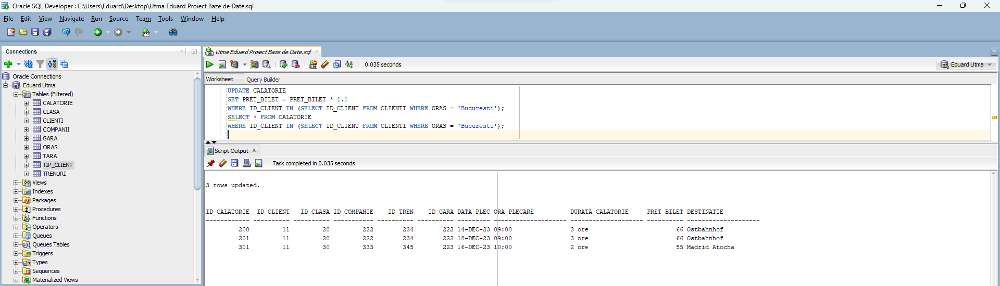 Oracle SQL Developer : C:\Users\Eduard\Desktop\Utma Eduard Proiect Baze de Date.sql
File Edit View Navigate Run Source Team Tools Window Help
Connections
Oracle Connections
Eduard Utma
Tables (Filtered)
CALATORIE
CLASA
CLIENTI
COMPANII
GARA
ORAS
TARA
TIP_CLIENT
TRENURI
Views
Indexes
Packages
Procedures
Functions
Operators
Queues
Queues Tables
Triggers
Types
Sequences
Materialized Views
Utma Eduard Proiect Baze de Date.sql
0.035 seconds
Eduard Utma
Worksheet Query Builder
UPDATE CALATORIE
SET PRET_BILET = PRET_BILET * 1.1
WHERE ID_CLIENT IN (SELECT ID_CLIENT FROM CLIENTI WHERE ORAS = 'Bucuresti');
SELECT * FROM CALATORIE
WHERE ID_CLIENT IN (SELECT ID_CLIENT FROM CLIENTI WHERE ORAS = 'Bucuresti');
Script Output
Task completed in 0.035 seconds
3 rows updated.
ID_CALATORIE ID_CLIENT ID_CLASA ID_COMPANIE ID_TREN ID_GARA DATA_PLEC ORA_PLECARE DURATA_CALATORIE PRET_BILET DESTINATIE
------------ ---------- ---------- ----------- ---------- ---------- --------- -------------------- -------------------- ---------- --------------------
200 11 20 222 234 222 14-DEC-23 09:00 3 ore 66 Ostbahnhof
201 11 20 222 234 222 18-DEC-23 09:00 3 ore 66 Ostbahnhof
301 11 30 333 345 223 16-DEC-23 10:00 2 ore 55 Madrid Atocha